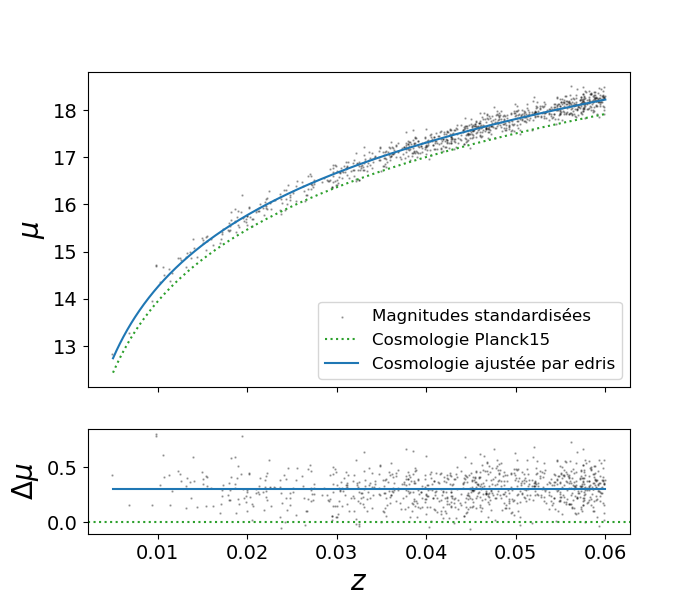 μ
18
17
16
15
14
13
Magnitudes standardisées
Cosmologie Planck15
Cosmologie ajustée par edris
Δμ
0.5
0.0
0.01 0.02 0.03 0.04 0.05 0.06
z